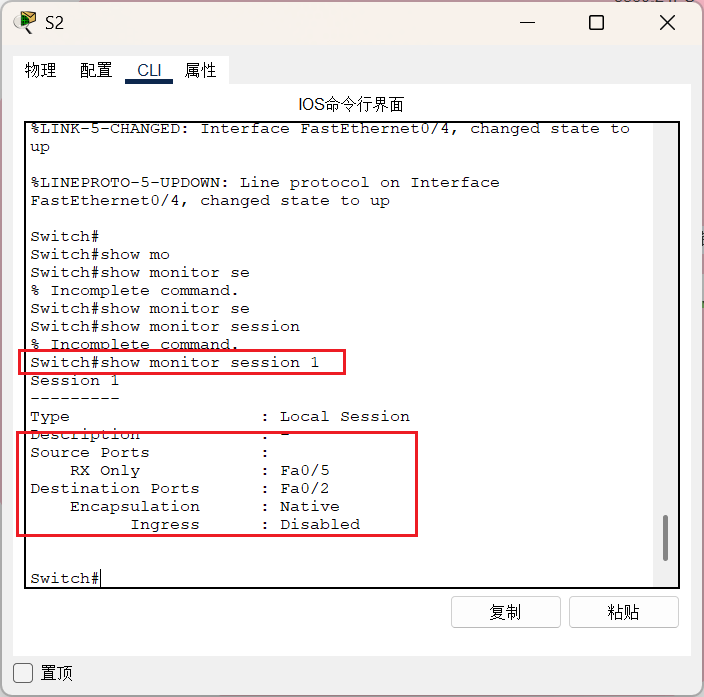 S2
物理 配置 CLI 属性
IOS命令行界面
%LINK-5-CHANGED: Interface FastEthernet0/4, changed state to
up
%LINEPROTO-5-UPDOWN: Line protocol on Interface
FastEthernet0/4, changed state to up
Switch#
Switch#show mo
Switch#show monitor se
% Incomplete command.
Switch#show monitor se
Switch#show monitor session
% Incomplete command.
Switch#show monitor session 1
Session 1
---------
Type : Local Session
Description : -
Source Ports :
RX Only : Fa0/5
Destination Ports : Fa0/2
Encapsulation : Native
Ingress : Disabled
Switch#
复制 粘贴
置顶